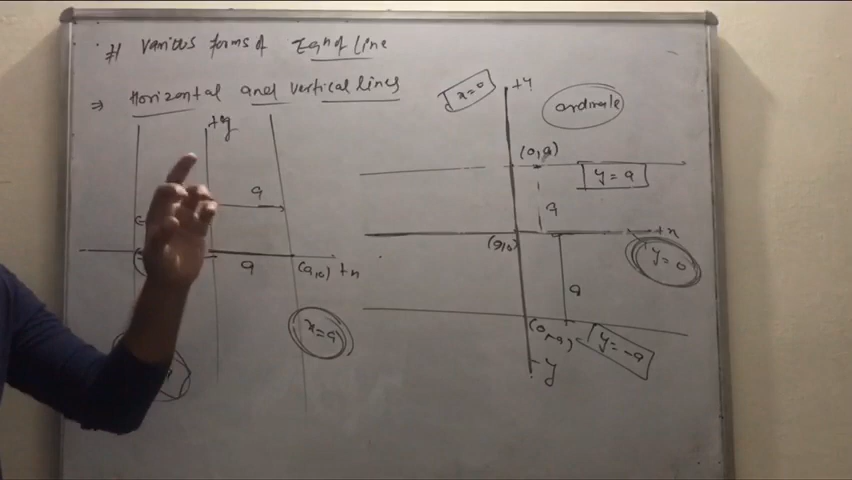 # Various forms of Eqn of Line
⇒ Horizontal and vertical lines
+y
a
a
(a,0) +x
x=a
x=0
+y
ordinate
(0,a)
y=a
a
+x
(0,0)
y=0
a
(0,-a)
y=-a
-y